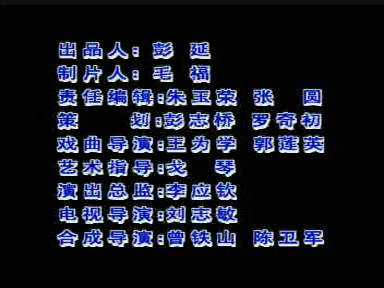 出品人：彭 延
制片人：毛 福
责任编辑：朱玉荣 张 圆
策 划：彭志桥 罗奇初
戏曲导演：王为学 郭莲英
艺术指导：戈 琴
演出总监：李应钦
电视导演：刘志敏
合成导演：曾铁山 陈卫军